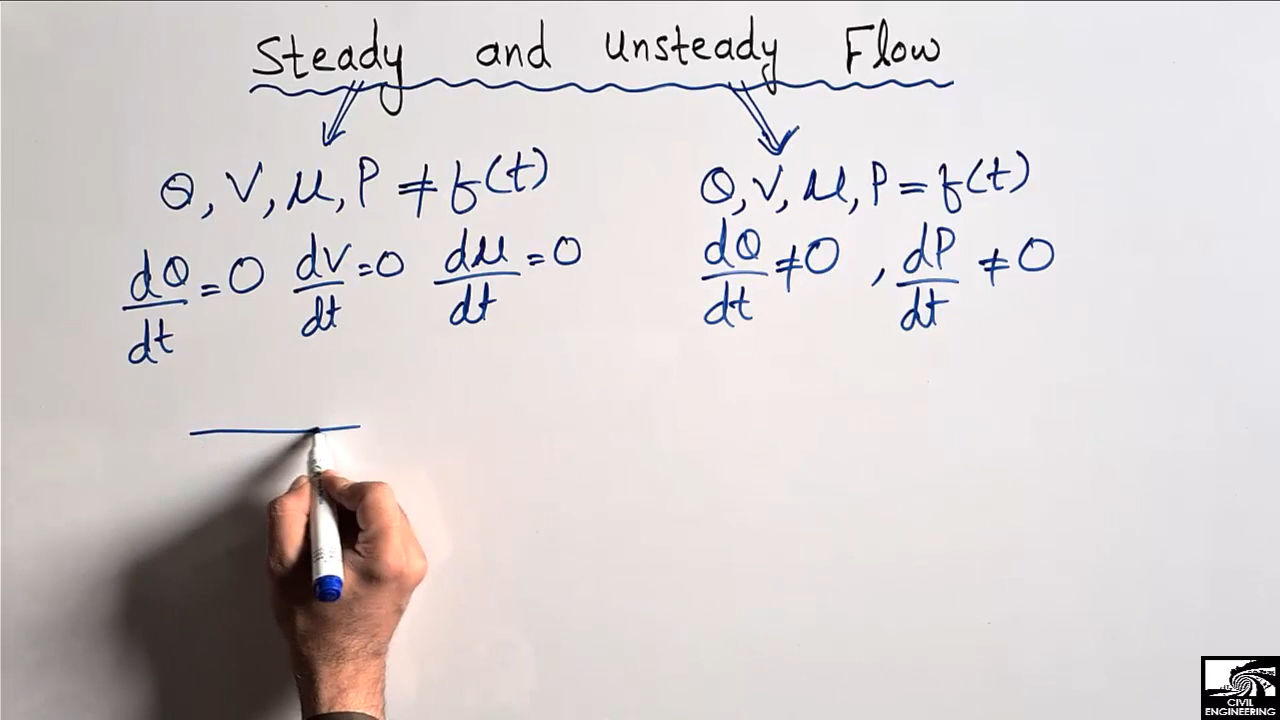 Steady and Unsteady Flow
Q, V, μ, P ≠ f(t)
dQ/dt = 0 dV/dt = 0 dμ/dt = 0
Q, V, μ, P = f(t)
dQ/dt ≠ 0 , dP/dt ≠ 0
CIVIL
ENGINEERING